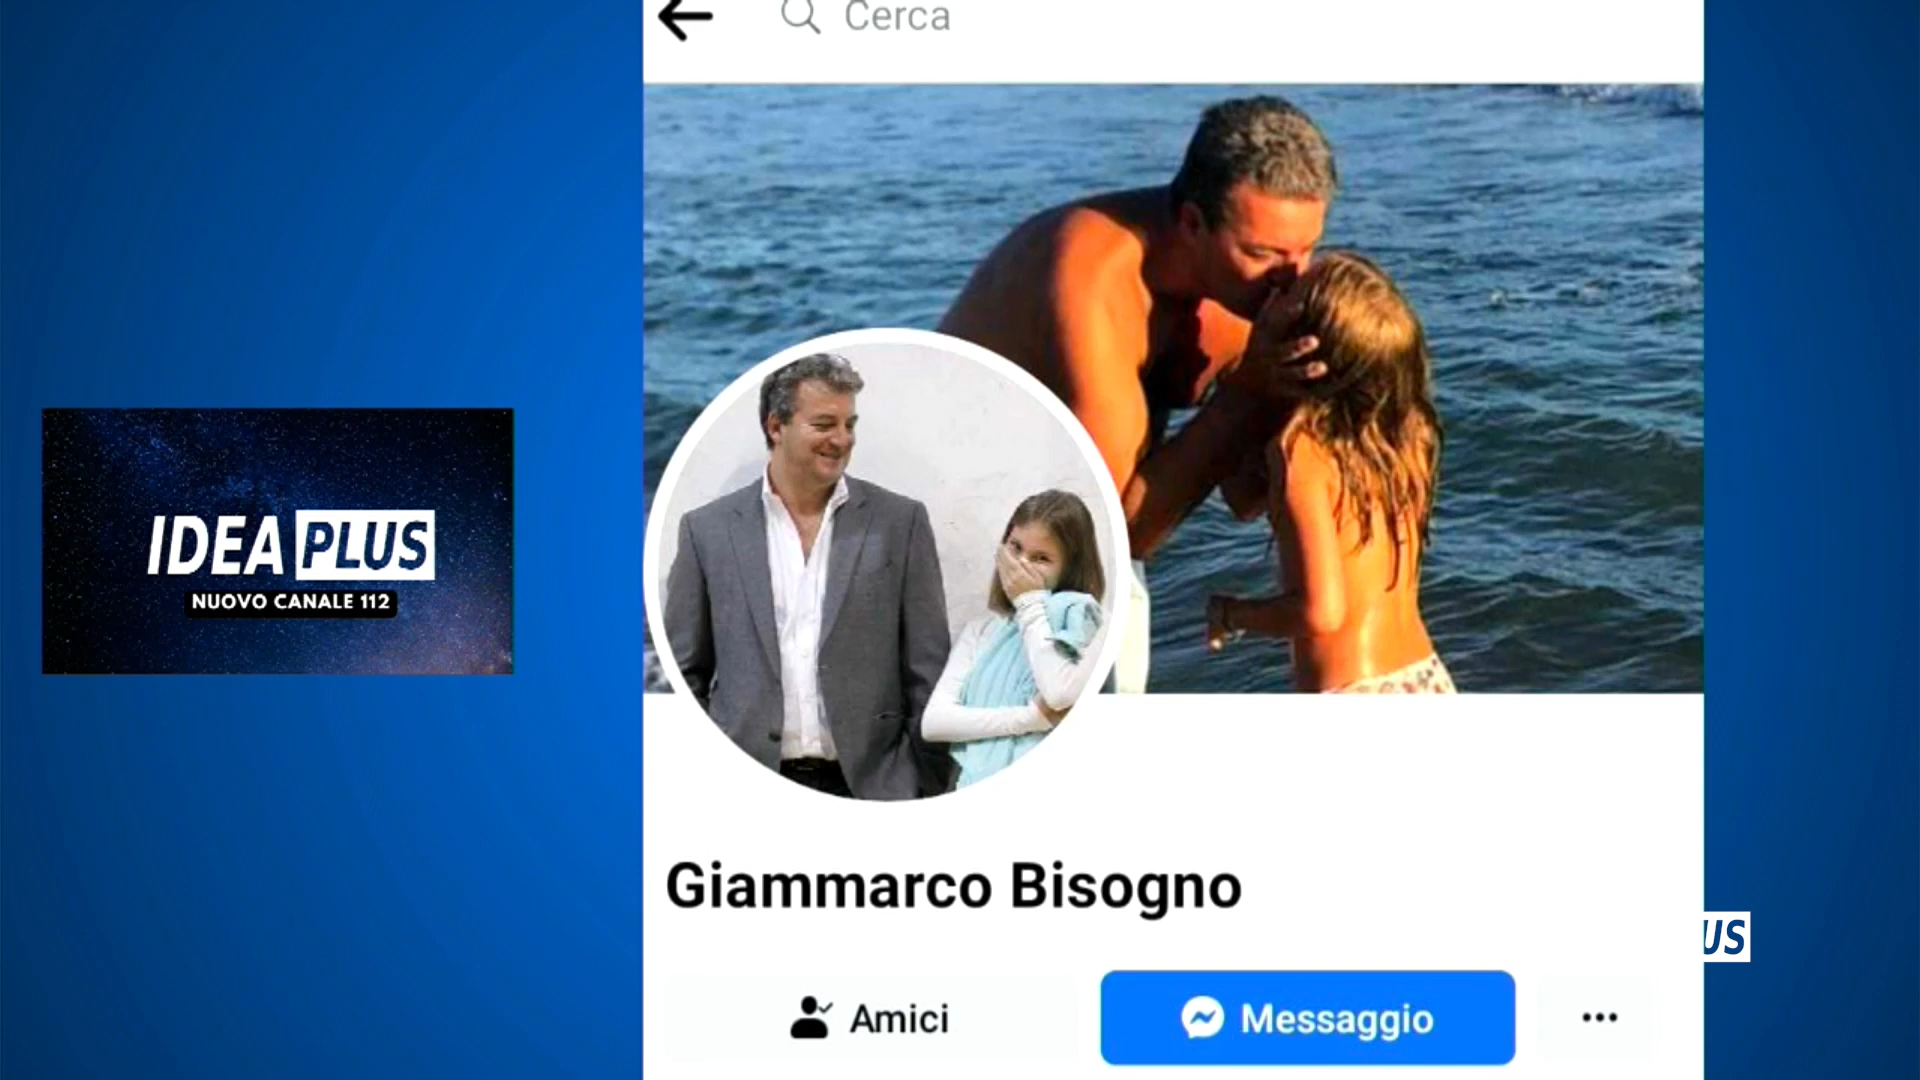 Cerca
IDEA PLUS
NUOVO CANALE 112
Giammarco Bisogno
US
Amici
Messaggio